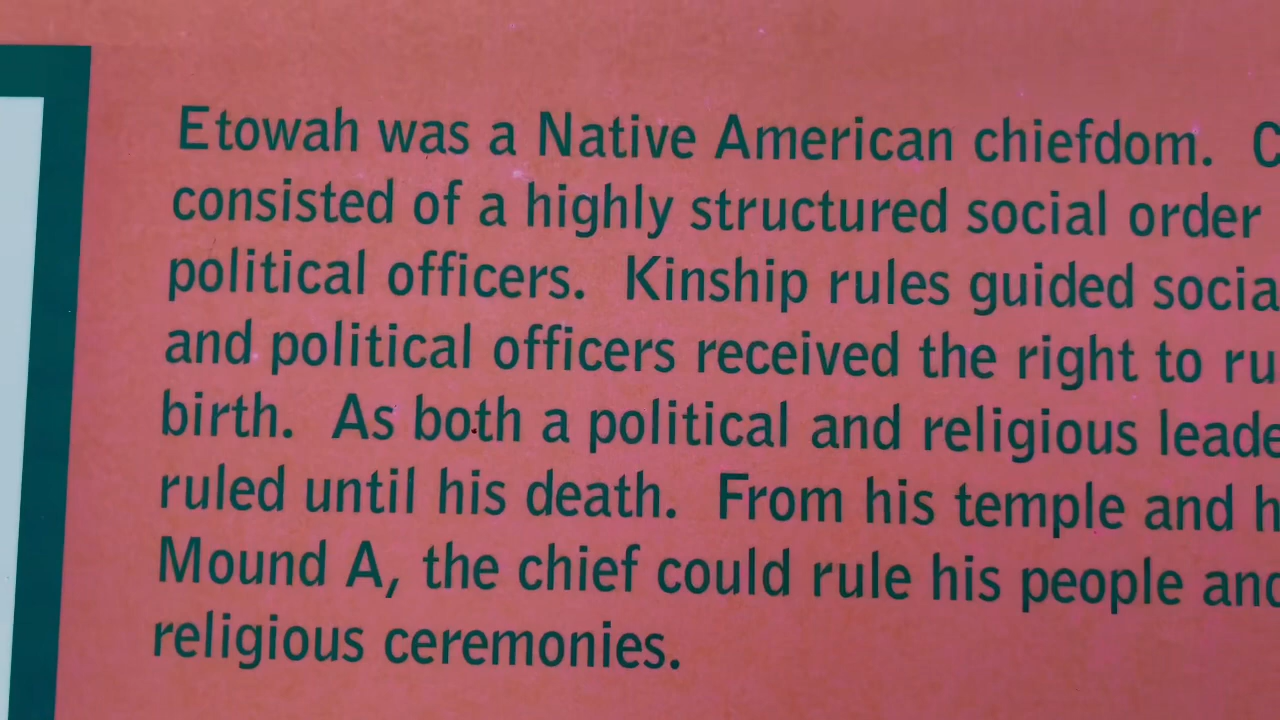 Etowah was a Native American chiefdom.
consisted of a highly structured social order
political officers. Kinship rules guided
and political officers received the right to
birth. As both a political and religious
ruled until his death. From his temple and
Mound A, the chief could rule his people
religious ceremonies.